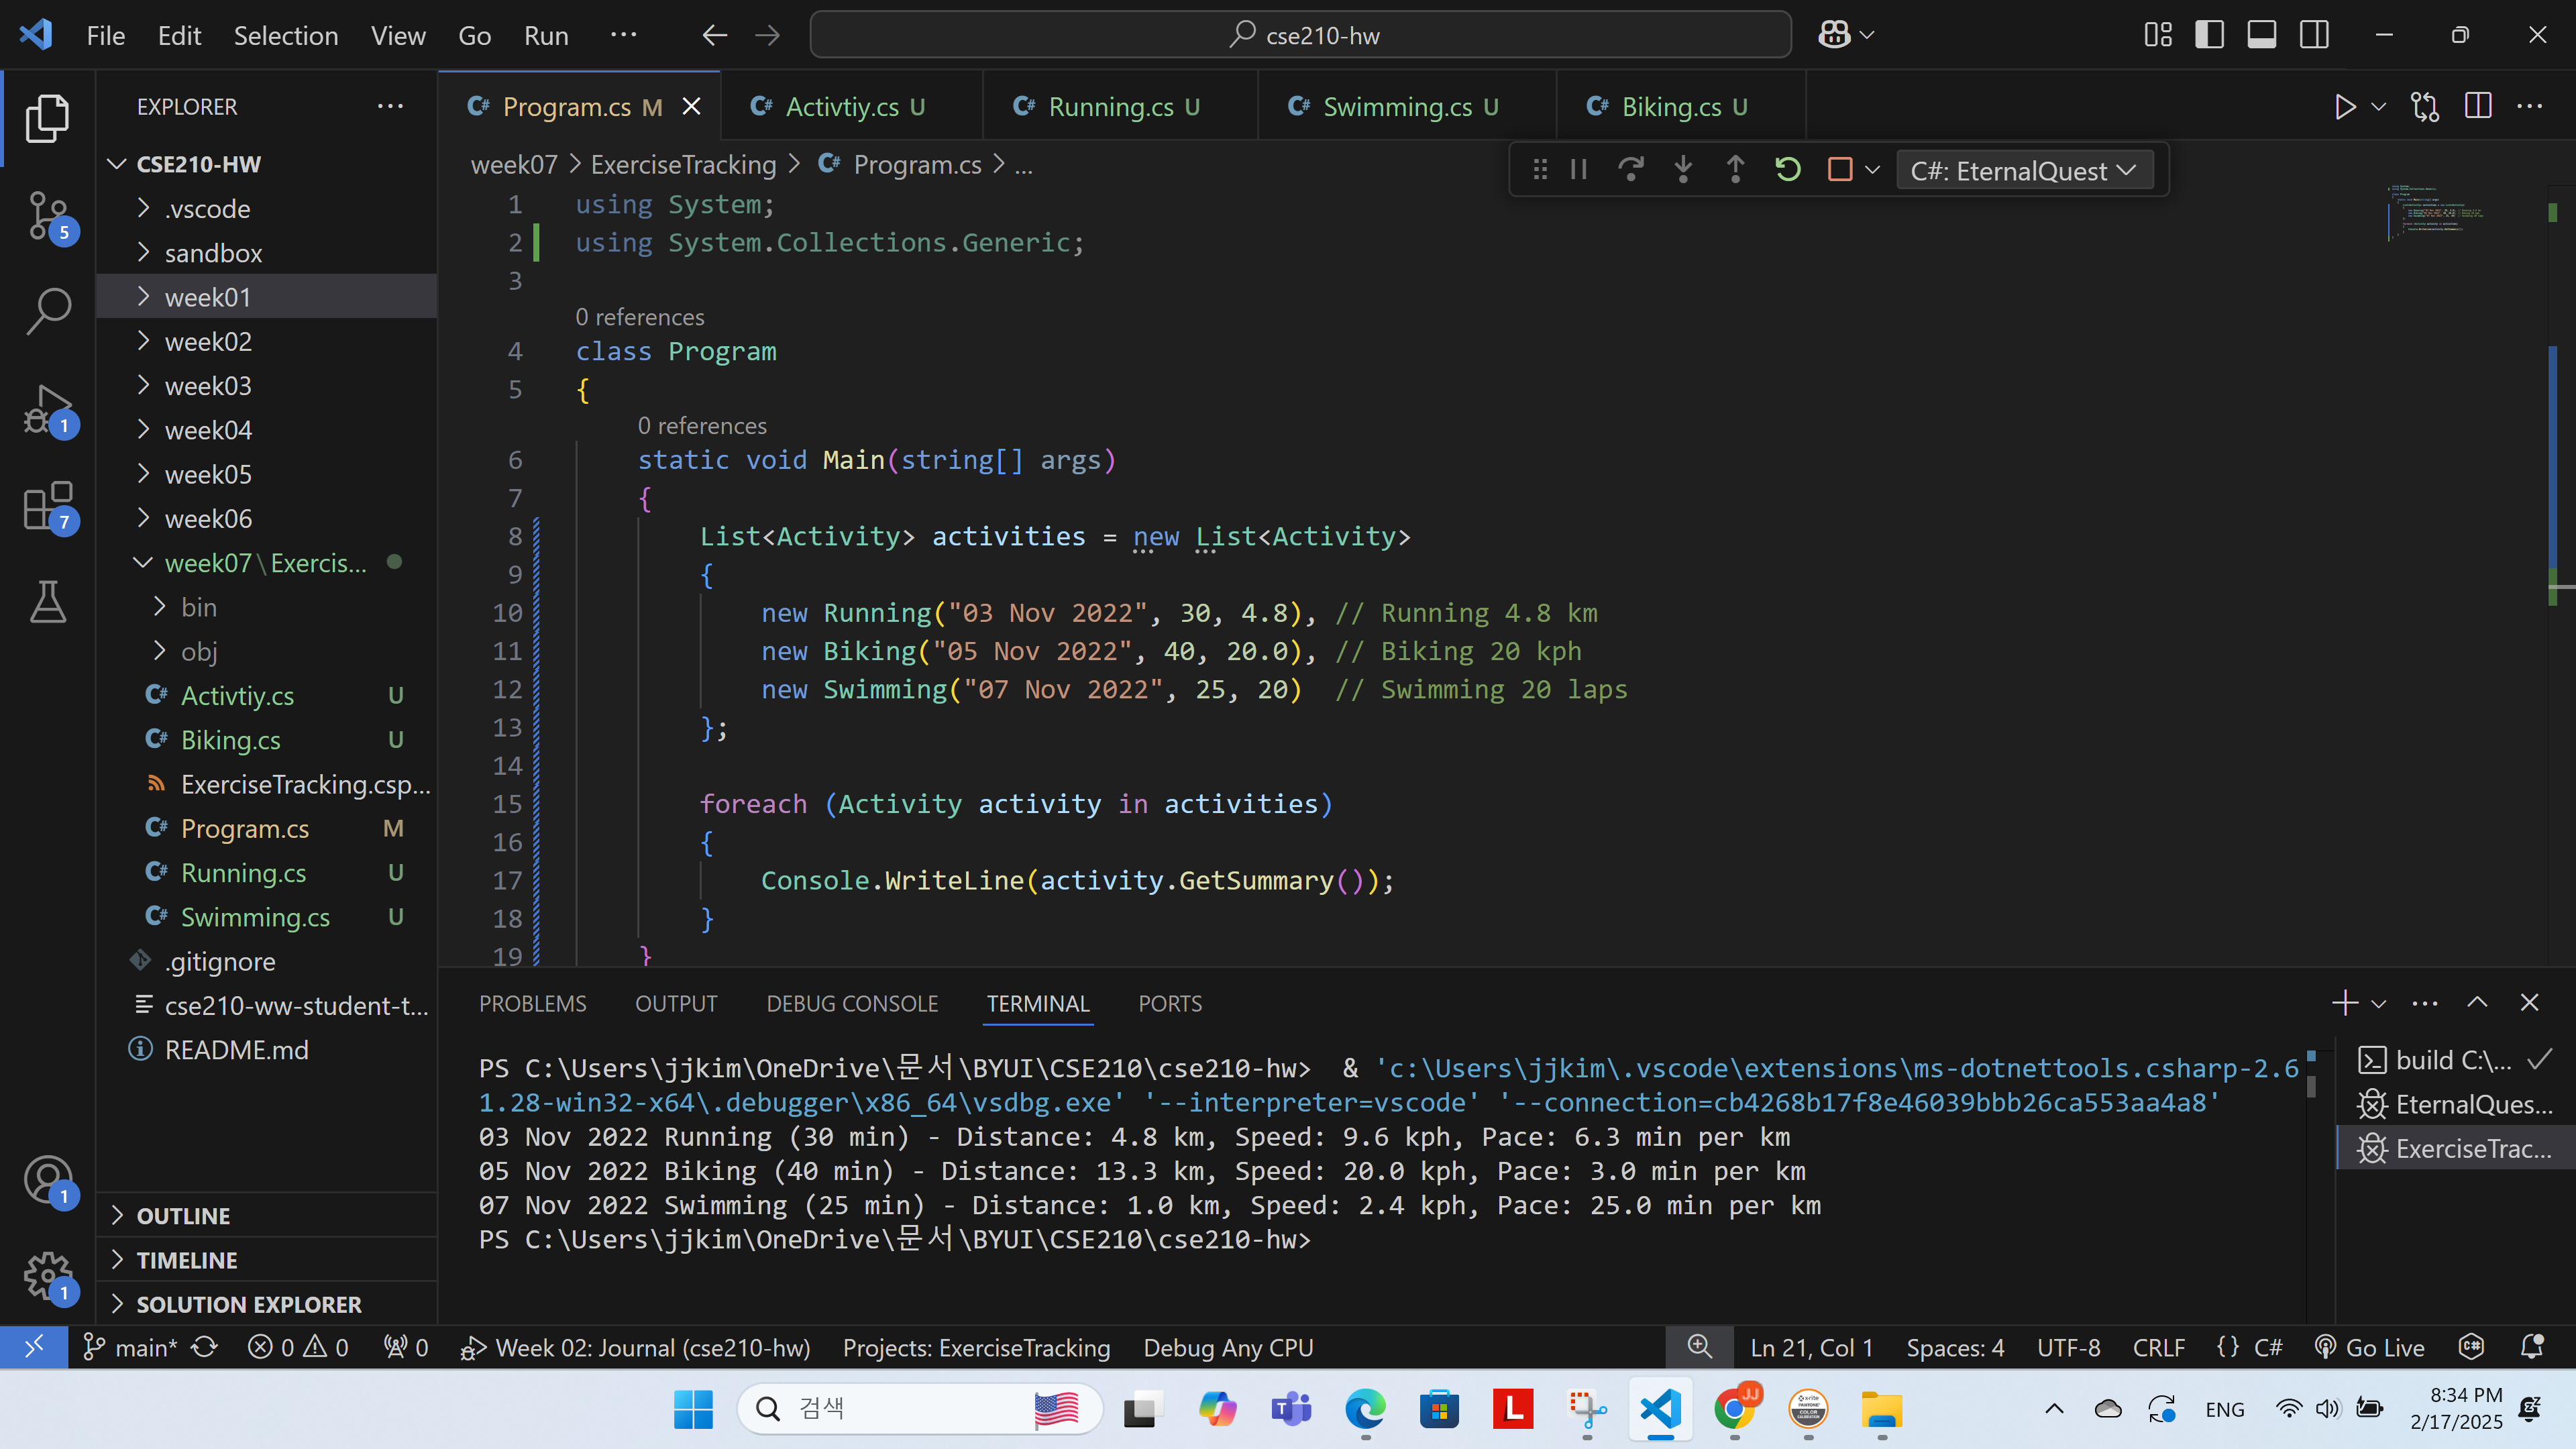 File Edit Selection View Go Run ... cse210-hw
EXPLORER ...
CSE210-HW
.vscode
sandbox
week01
week02
week03
week04
week05
week06
week07\Exercis...
bin
obj
Activtiy.cs U
Biking.cs U
ExerciseTracking.csp...
Program.cs M
Running.cs U
Swimming.cs U
.gitignore
cse210-ww-student-t...
README.md
OUTLINE
TIMELINE
SOLUTION EXPLORER
5
1
7
1
1
Program.cs M Activtiy.cs U Running.cs U Swimming.cs U Biking.cs U
week07 > ExerciseTracking > Program.cs > ...
C#: EternalQuest
1 using System;
2 using System.Collections.Generic;
3
0 references
4 class Program
5 {
0 references
6 static void Main(string[] args)
7 {
8 List<Activity> activities = new List<Activity>
9 {
10 new Running("03 Nov 2022", 30, 4.8), // Running 4.8 km
11 new Biking("05 Nov 2022", 40, 20.0), // Biking 20 kph
12 new Swimming("07 Nov 2022", 25, 20) // Swimming 20 laps
13 };
14
15 foreach (Activity activity in activities)
16 {
17 Console.WriteLine(activity.GetSummary());
18 }
19 }
PROBLEMS OUTPUT DEBUG CONSOLE TERMINAL PORTS
PS C:\Users\jjkim\OneDrive\문서\BYUI\CSE210\cse210-hw> & 'c:\Users\jjkim\.vscode\extensions\ms-dotnettools.csharp-2.6
1.28-win32-x64\.debugger\x86_64\vsdbg.exe' '--interpreter=vscode' '--connection=cb4268b17f8e46039bbb26ca553aa4a8'
03 Nov 2022 Running (30 min) - Distance: 4.8 km, Speed: 9.6 kph, Pace: 6.3 min per km
05 Nov 2022 Biking (40 min) - Distance: 13.3 km, Speed: 20.0 kph, Pace: 3.0 min per km
07 Nov 2022 Swimming (25 min) - Distance: 1.0 km, Speed: 2.4 kph, Pace: 25.0 min per km
PS C:\Users\jjkim\OneDrive\문서\BYUI\CSE210\cse210-hw>
build C:\...
EternalQues...
ExerciseTrac...
main* 0 0 0 Week 02: Journal (cse210-hw) Projects: ExerciseTracking Debug Any CPU Ln 21, Col 1 Spaces: 4 UTF-8 CRLF {} C# Go Live
검색
L
JJ
ENG
8:34 PM
2/17/2025